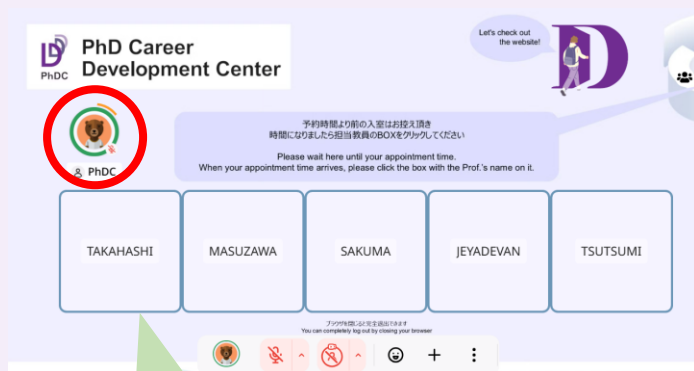 PhDC
PhD Career
Development Center
Let's check out
the website!
予約時間より前の入室はお控え頂き
時間になりましたら担当教員のBOXをクリックしてください
Please wait here until your appointment time.
When your appointment time arrives, please click the box with the Prof.'s name on it.
PhDC
TAKAHASHI
MASUZAWA
SAKUMA
JEYADEVAN
TSUTSUMI
ブラウザを閉じると完全退出できます
You can completely log out by closing your browser